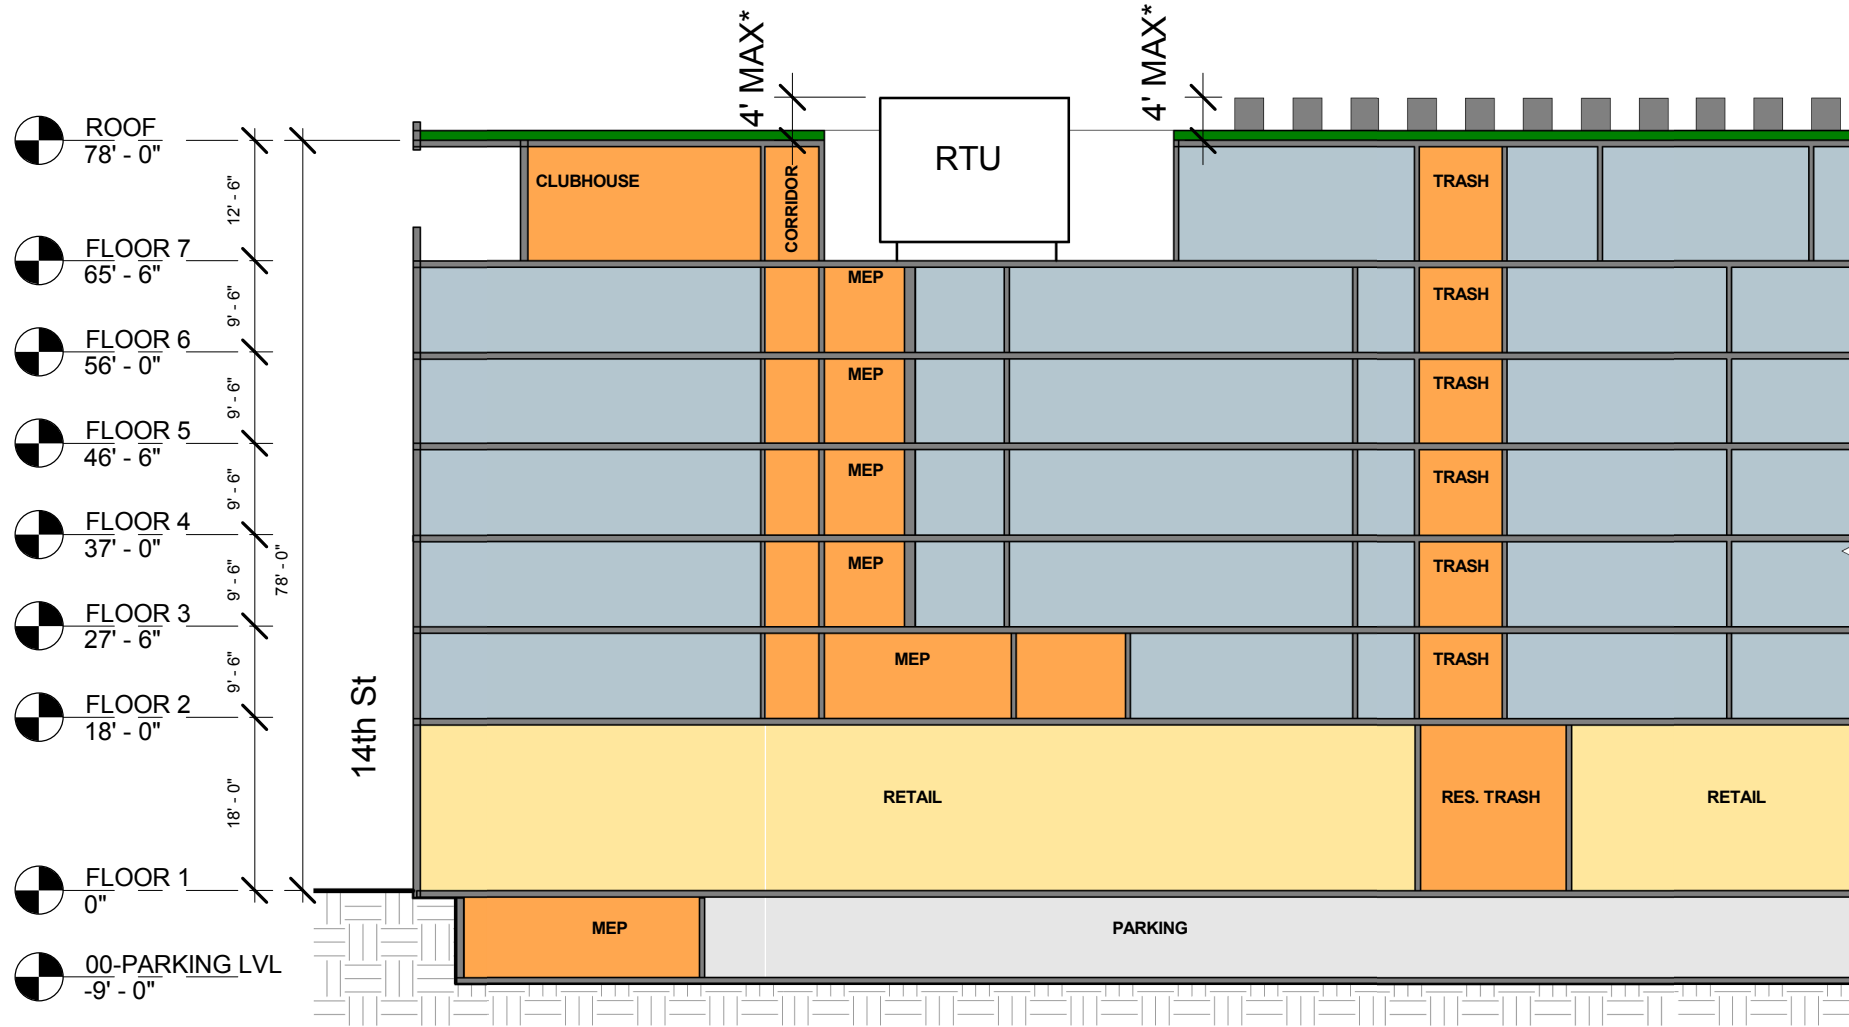 4' MAX*
4' MAX*
ROOF
78' - 0"
RTU
CLUBHOUSE
CORRIDOR
TRASH
12' - 6"
FLOOR 7
65' - 6"
MEP
TRASH
9' - 6"
FLOOR 6
56' - 0"
MEP
TRASH
9' - 6"
FLOOR 5
46' - 6"
MEP
TRASH
9' - 6"
FLOOR 4
37' - 0"
78' - 0"
MEP
TRASH
9' - 6"
FLOOR 3
27' - 6"
MEP
TRASH
9' - 6"
FLOOR 2
18' - 0"
14th St
RETAIL
RES. TRASH
RETAIL
18' - 0"
FLOOR 1
0"
MEP
PARKING
00-PARKING LVL
-9' - 0"